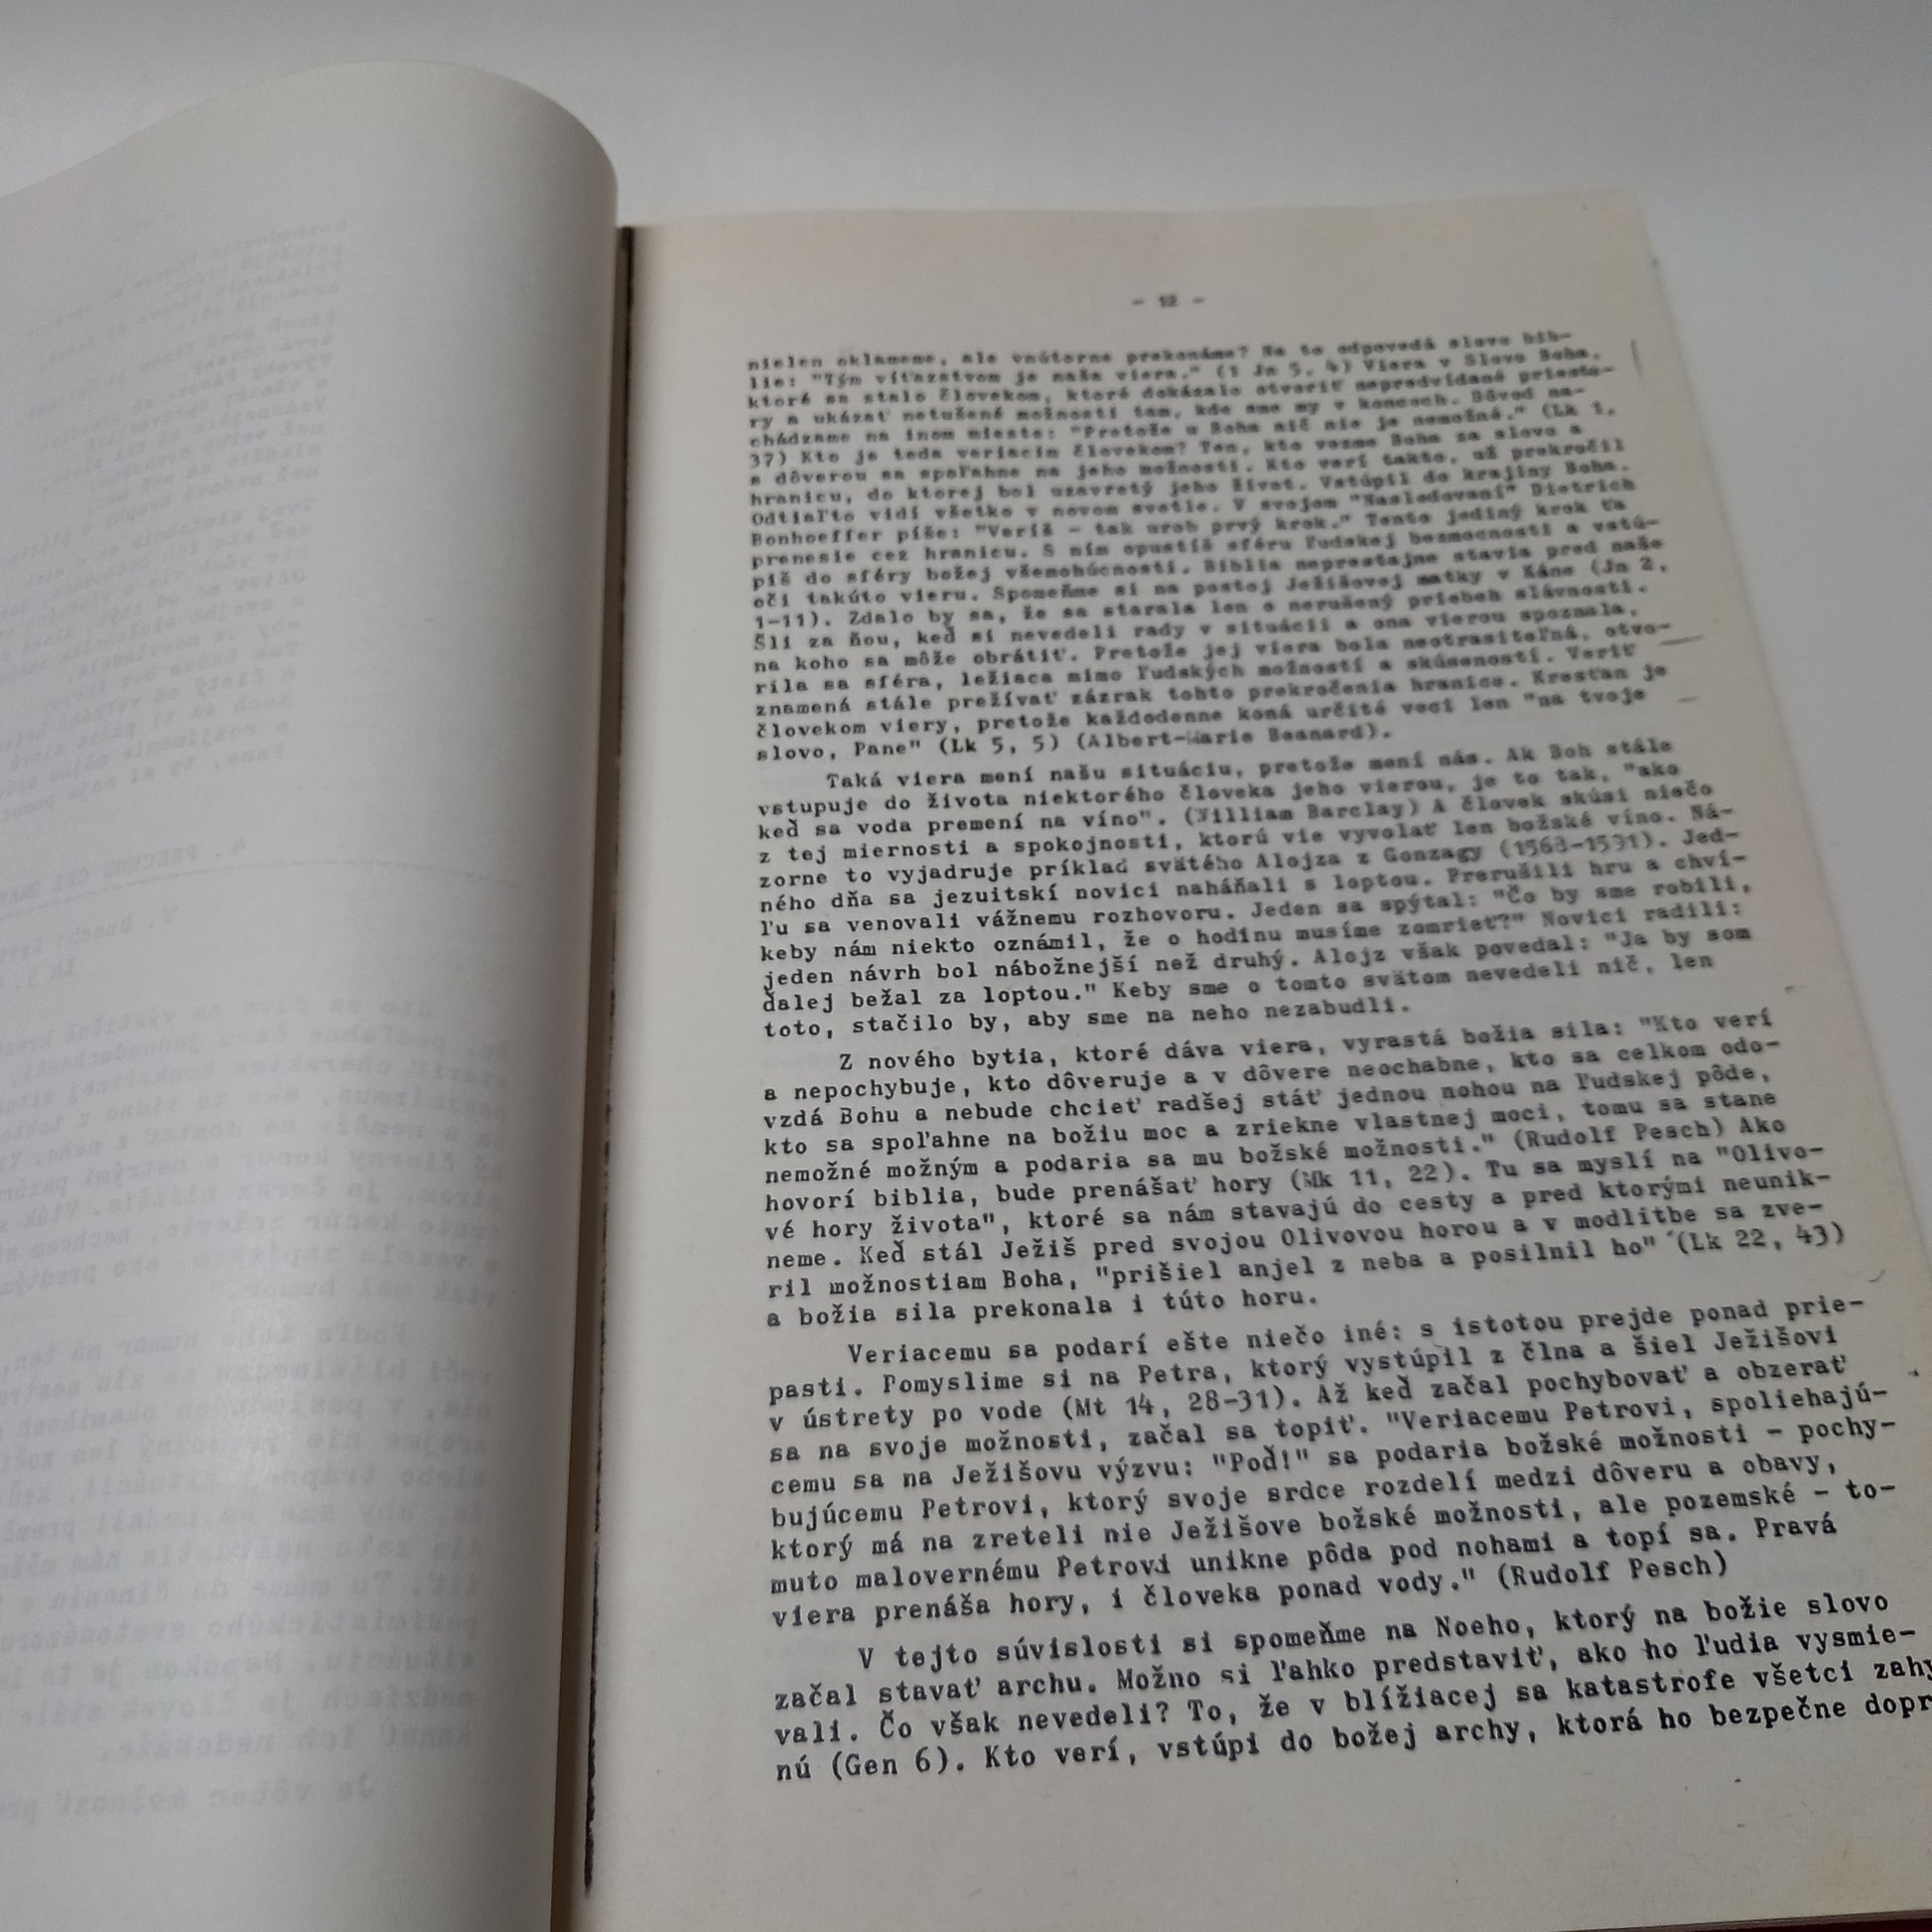 - 12 -
nielen oklameme, ale vnútorne prekonáme? Na to odpovedá slovo bib-
lie: "Tým víťazstvom je naša viera." (1 Jn 5, 4) Viera v Slovo Boha,
ktoré sa stalo človekom, ktoré dokázalo otvoriť nepredvídané priesto-
ry a ukázať netušené možnosti tam, kde sme my v koncoch. Dôvod na-
chádzame na inom mieste: "Pretože u Boha nič nie je nemožné." (Lk 1,
37) Kto je teda veriacim človekom? Ten, kto vezme Boha za slovo a
s dôverou sa spoľahne na jeho možnosti. Kto verí takto, už prekročil
hranicu, do ktorej bol uzavretý jeho život. Vstúpil do krajiny Boha.
Odtiaľto vidí všetko v novom svetle. V svojom "Nasledovaní" Dietrich
Bonhoeffer píše: "Veríš - tak urob prvý krok." Tento jediný krok ťa
prenesie cez hranicu. S ním opustíš sféru ľudskej bezmocnosti a vstú-
piš do sféry božej všemohúcnosti. Biblia neprestajne stavia pred naše
oči takúto vieru. Spomeňme si na postoj Ježišovej matky v Káne (Jn 2,
1-11). Zdalo by sa, že sa starala len o nerušený priebeh slávnosti.
Šli za ňou, keď si nevedeli rady v situácii a ona vierou spoznala,
na koho sa môže obrátiť. Pretože jej viera bola neotrasiteľná, otvo-
rila sa sféra, ležiaca mimo ľudských možností a skúseností. Veriť
znamená stále prežívať zázrak tohto prekročenia hranice. Kresťan je
človekom viery, pretože každodenne koná určité veci len "na tvoje
slovo, Pane" (Lk 5, 5) (Albert-Marie Besnard).
Taká viera mení našu situáciu, pretože mení nás. Ak Boh stále
vstupuje do života niektorého človeka jeho vierou, je to tak, "ako
keď sa voda premení na víno". (William Barclay) A človek skúsi niečo
z tej miernosti a spokojnosti, ktorú vie vyvolať len božské víno. Ná-
zorne to vyjadruje príklad svätého Alojza z Gonzagy (1568-1591). Jed-
ného dňa sa jezuitskí novici naháňali s loptou. Prerušili hru a chví-
ľu sa venovali vážnemu rozhovoru. Jeden sa spýtal: "Čo by sme robili,
keby nám niekto oznámil, že o hodinu musíme zomrieť?" Novici radili:
jeden návrh bol nábožnejší než druhý. Alojz však povedal: "Ja by som
ďalej bežal za loptou." Keby sme o tomto svätom nevedeli nič, len
toto, stačilo by, aby sme na neho nezabudli.
Z nového bytia, ktoré dáva viera, vyrastá božia sila: "Kto verí
a nepochybuje, kto dôveruje a v dôvere neochabne, kto sa celkom odo-
vzdá Bohu a nebude chcieť radšej stáť jednou nohou na ľudskej pôde,
kto sa spoľahne na božiu moc a zriekne vlastnej moci, tomu sa stane
nemožné možným a podaria sa mu božské možnosti." (Rudolf Pesch) Ako
hovorí biblia, bude prenášať hory (Mk 11, 22). Tu sa myslí na "Olivo-
vé hory života", ktoré sa nám stavajú do cesty a pred ktorými neunik-
neme. Keď stál Ježiš pred svojou Olivovou horou a v modlitbe sa zve-
ril možnostiam Boha, "prišiel anjel z neba a posilnil ho" (Lk 22, 43)
a božia sila prekonala i túto horu.
Veriacemu sa podarí ešte niečo iné: s istotou prejde ponad prie-
pasti. Pomyslime si na Petra, ktorý vystúpil z člna a šiel Ježišovi
v ústrety po vode (Mt 14, 28-31). Až keď začal pochybovať a obzerať
sa na svoje možnosti, začal sa topiť. "Veriacemu Petrovi, spoliehajú-
cemu sa na Ježišovu výzvu: "Poď!" sa podaria božské možnosti - pochy-
bujúcemu Petrovi, ktorý svoje srdce rozdelí medzi dôveru a obavy,
ktorý má na zreteli nie Ježišove božské možnosti, ale pozemské - to-
muto malovernému Petrovi unikne pôda pod nohami a topí sa. Pravá
viera prenáša hory, i človeka ponad vody." (Rudolf Pesch)
V tejto súvislosti si spomeňme na Noeho, ktorý na božie slovo
začal stavať archu. Možno si ľahko predstaviť, ako ho ľudia vysmie-
vali. Čo však nevedeli? To, že v blížiacej sa katastrofe všetci zahy
nú (Gen 6). Kto verí, vstúpi do božej archy, ktorá ho bezpečne dopr